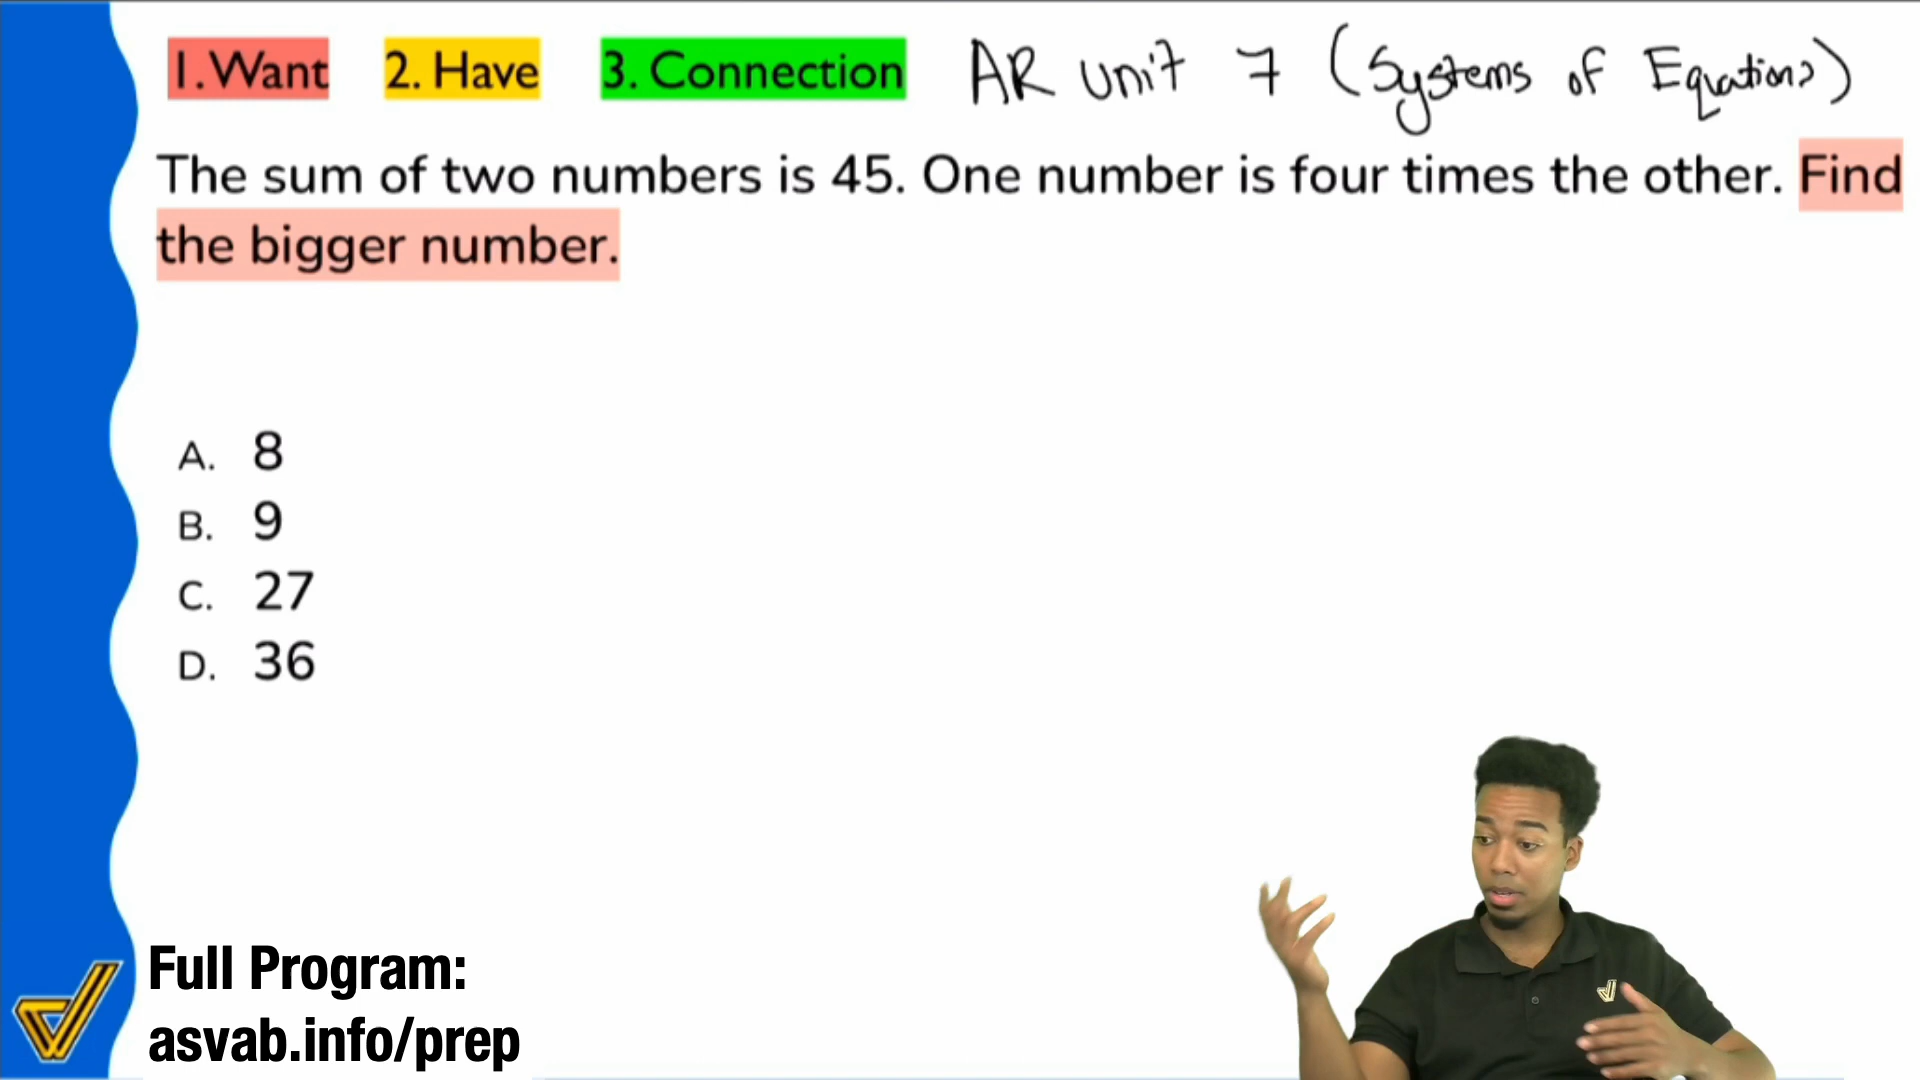 1. Want 2. Have 3. Connection AR Unit 7 (Systems of Equations)
The sum of two numbers is 45. One number is four times the other. Find
the bigger number.
A. 8
B. 9
C. 27
D. 36
Full Program:
asvab.info/prep